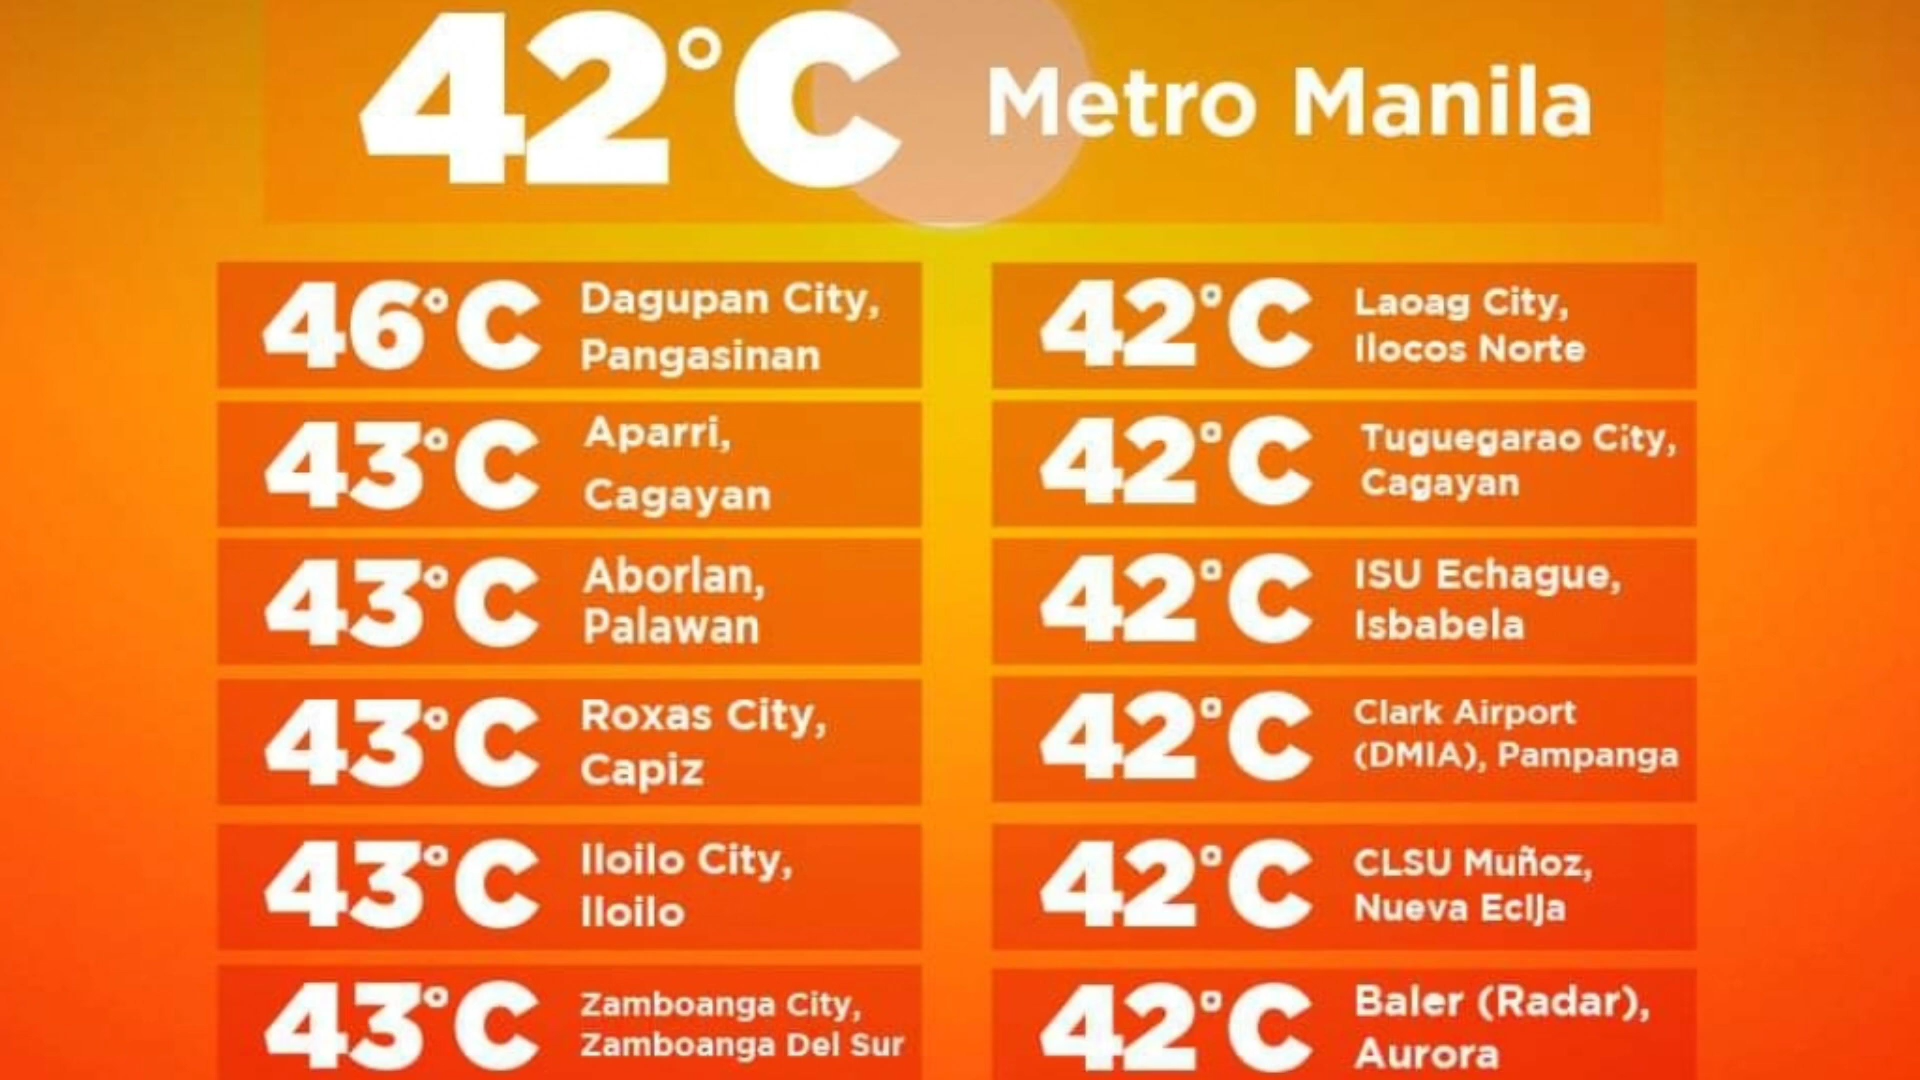 42°C Metro Manila
46°C Dagupan City,
Pangasinan
43°C Aparri,
Cagayan
43°C Aborlan,
Palawan
43°C Roxas City,
Capiz
43°C Iloilo City,
Iloilo
43°C Zamboanga City,
Zamboanga Del Sur
42°C Laoag City,
Ilocos Norte
42°C Tuguegarao City,
Cagayan
42°C ISU Echague,
Isbabela
42°C Clark Airport
(DMIA), Pampanga
42°C CLSU Muñoz,
Nueva Ecija
42°C Baler (Radar),
Aurora